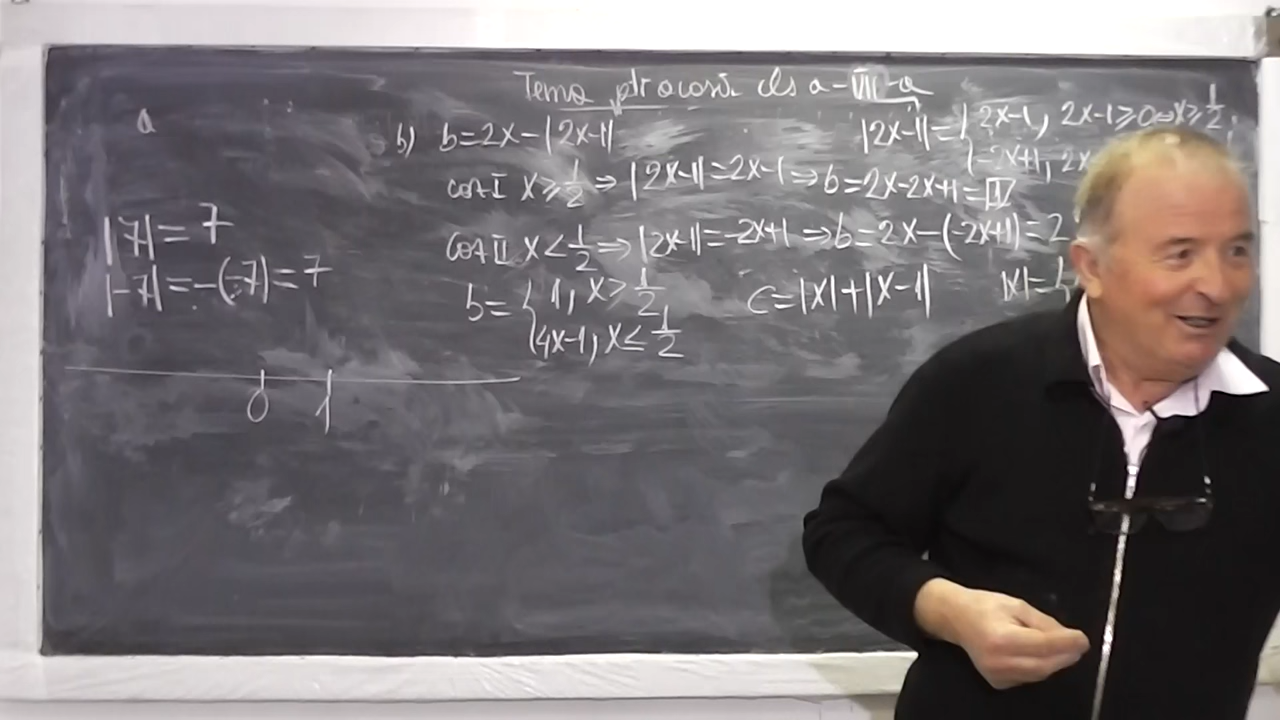 Tema ptr acasă cls a-VIII-a
a
b) b=2x-|2x-1|
|2x-1|={2x-1, 2x-1≥0⇔x≥1/2;
{-2x+1, 2x
caz I x≥1/2 ⇒ |2x-1|=2x-1 ⇒ b=2x-2x+1=1
|7|=7
caz II x<1/2 ⇒ |2x-1|=-2x+1 ⇒ b=2x-(-2x+1)=2
|-7|=-(-7)=7
b={1, x>1/2
{4x-1, x≤1/2
c=|x|+|x-1|
|x|={
0 1